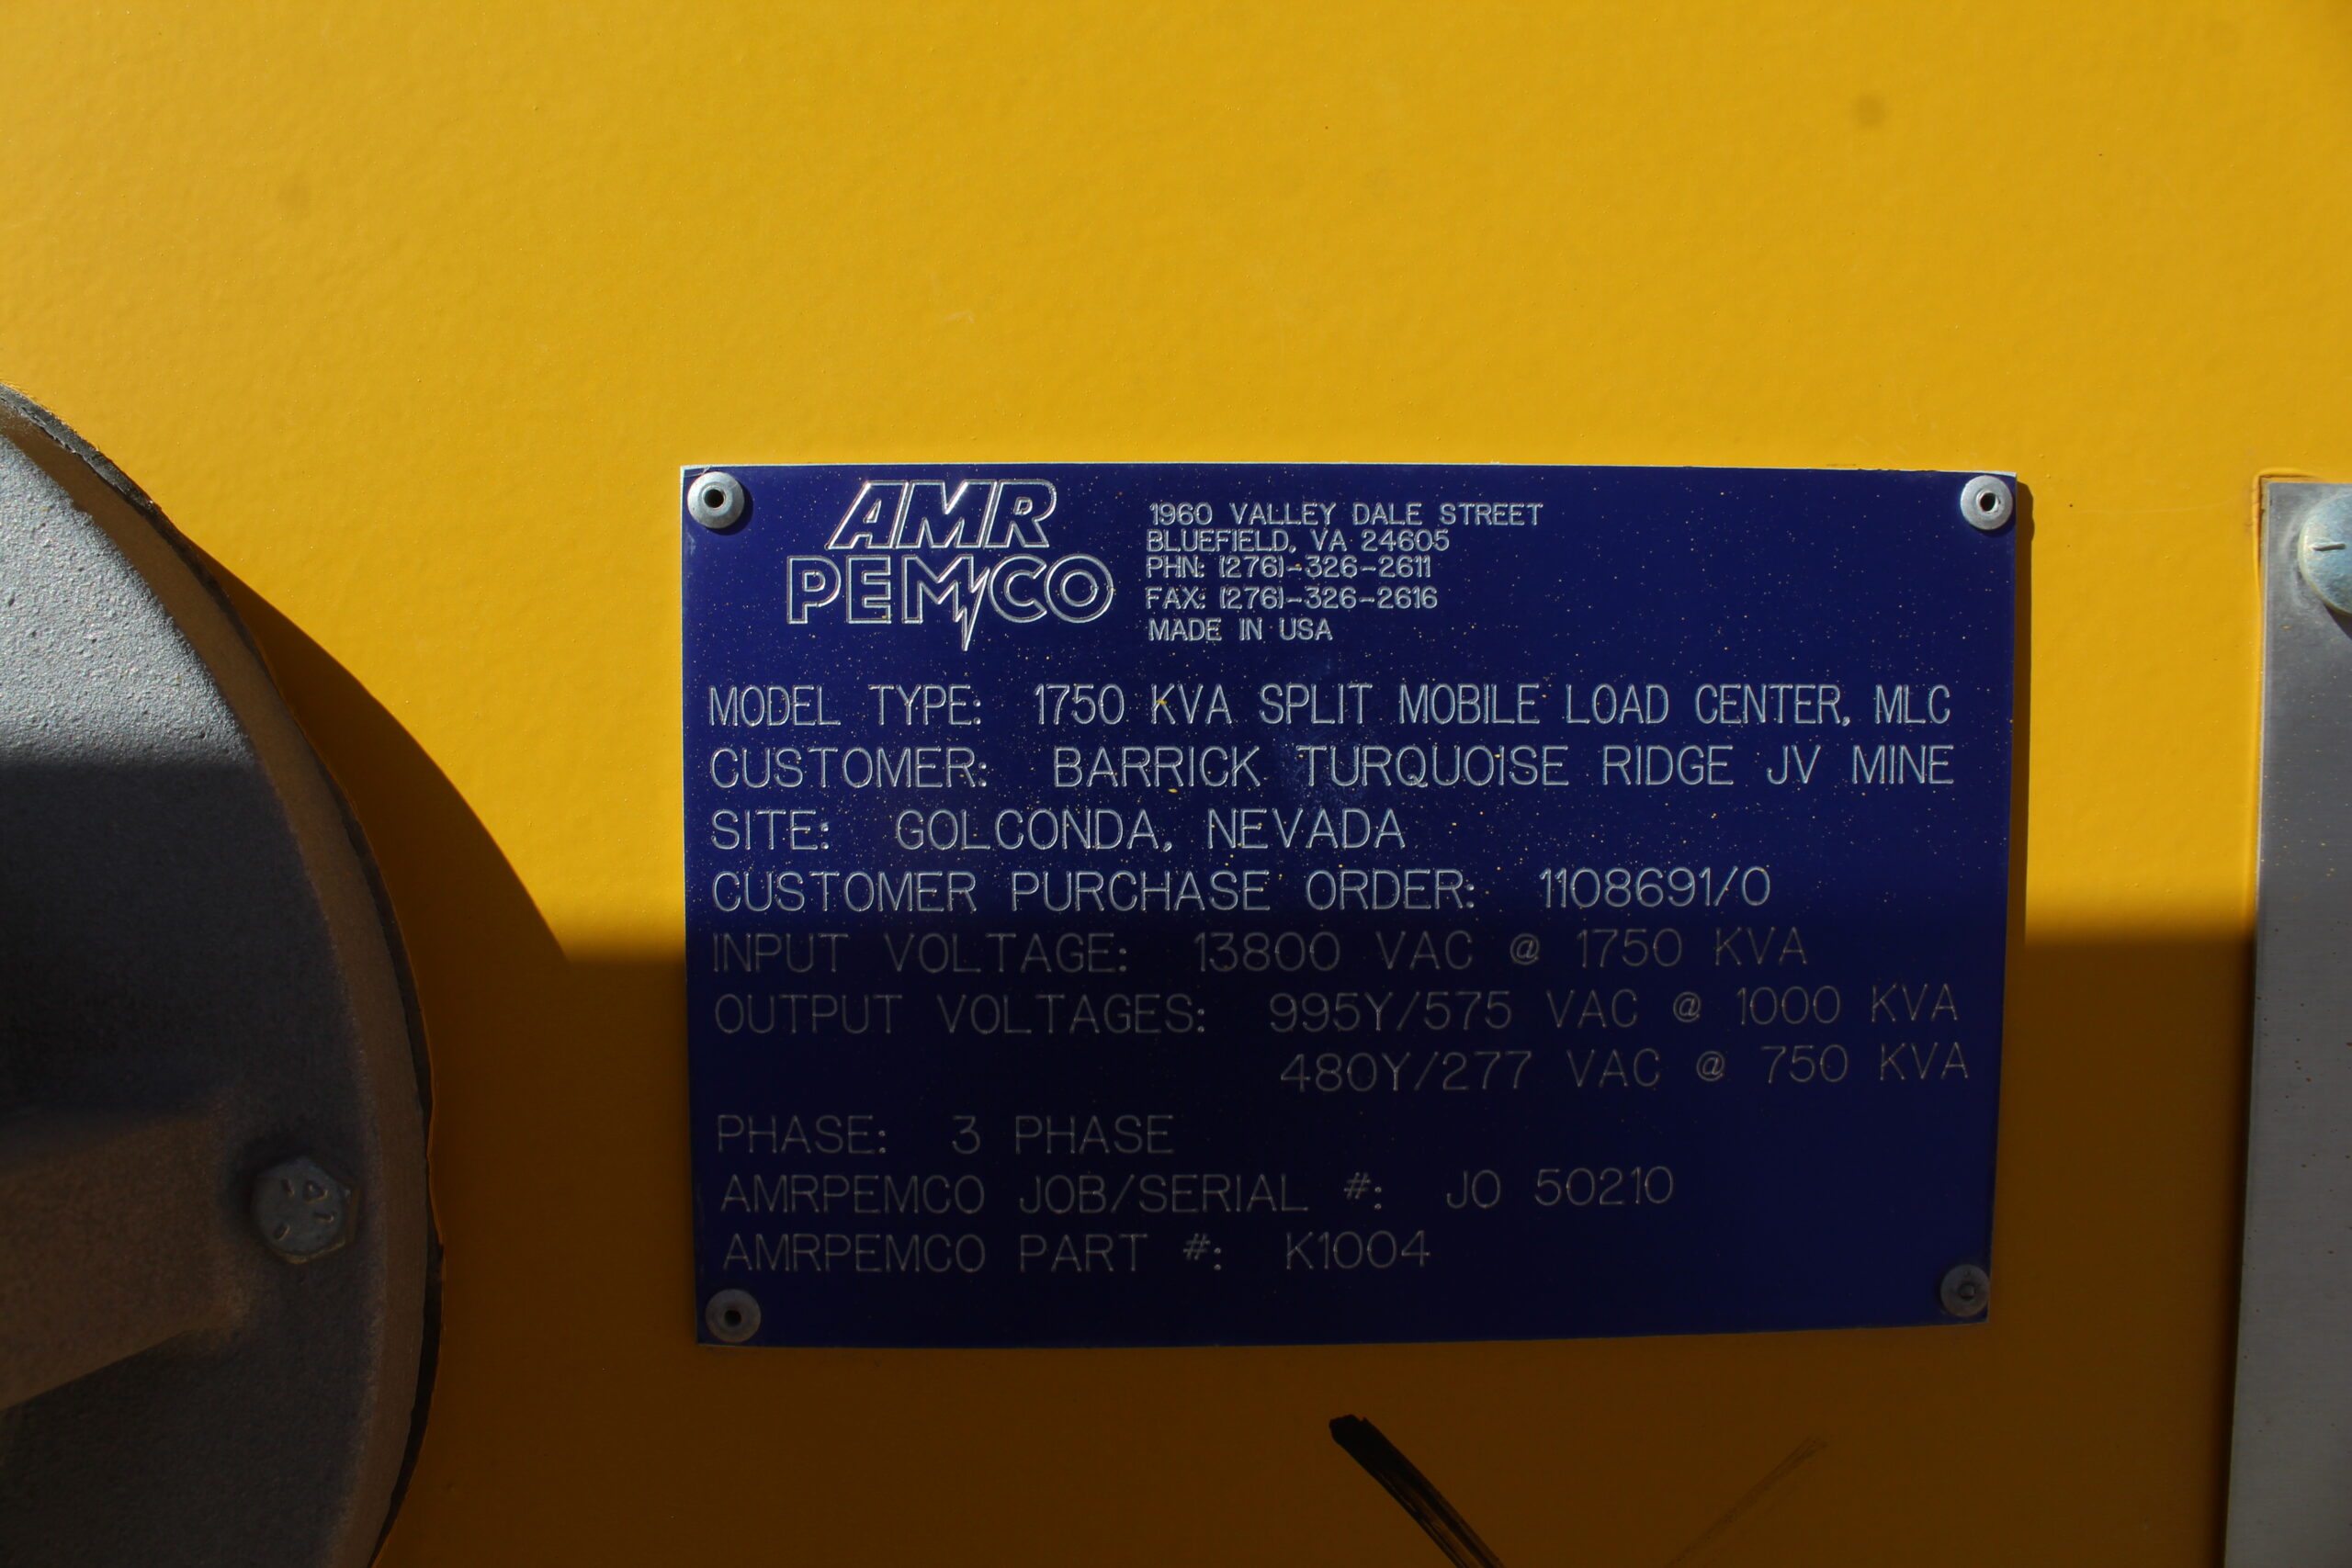 AMR
PEMCO
1960 VALLEY DALE STREET
BLUEFIELD, VA 24605
PHN: (276)-326-2611
FAX: (276)-326-2616
MADE IN USA
MODEL TYPE: 1750 KVA SPLIT MOBILE LOAD CENTER, MLC
CUSTOMER: BARRICK TURQUOISE RIDGE JV MINE
SITE: GOLCONDA, NEVADA
CUSTOMER PURCHASE ORDER: 1108691/0
INPUT VOLTAGE: 13800 VAC @ 1750 KVA
OUTPUT VOLTAGES: 995Y/575 VAC @ 1000 KVA
480Y/277 VAC @ 750 KVA
PHASE: 3 PHASE
AMRPEMCO JOB/SERIAL #: JO 50210
AMRPEMCO PART #: K1004